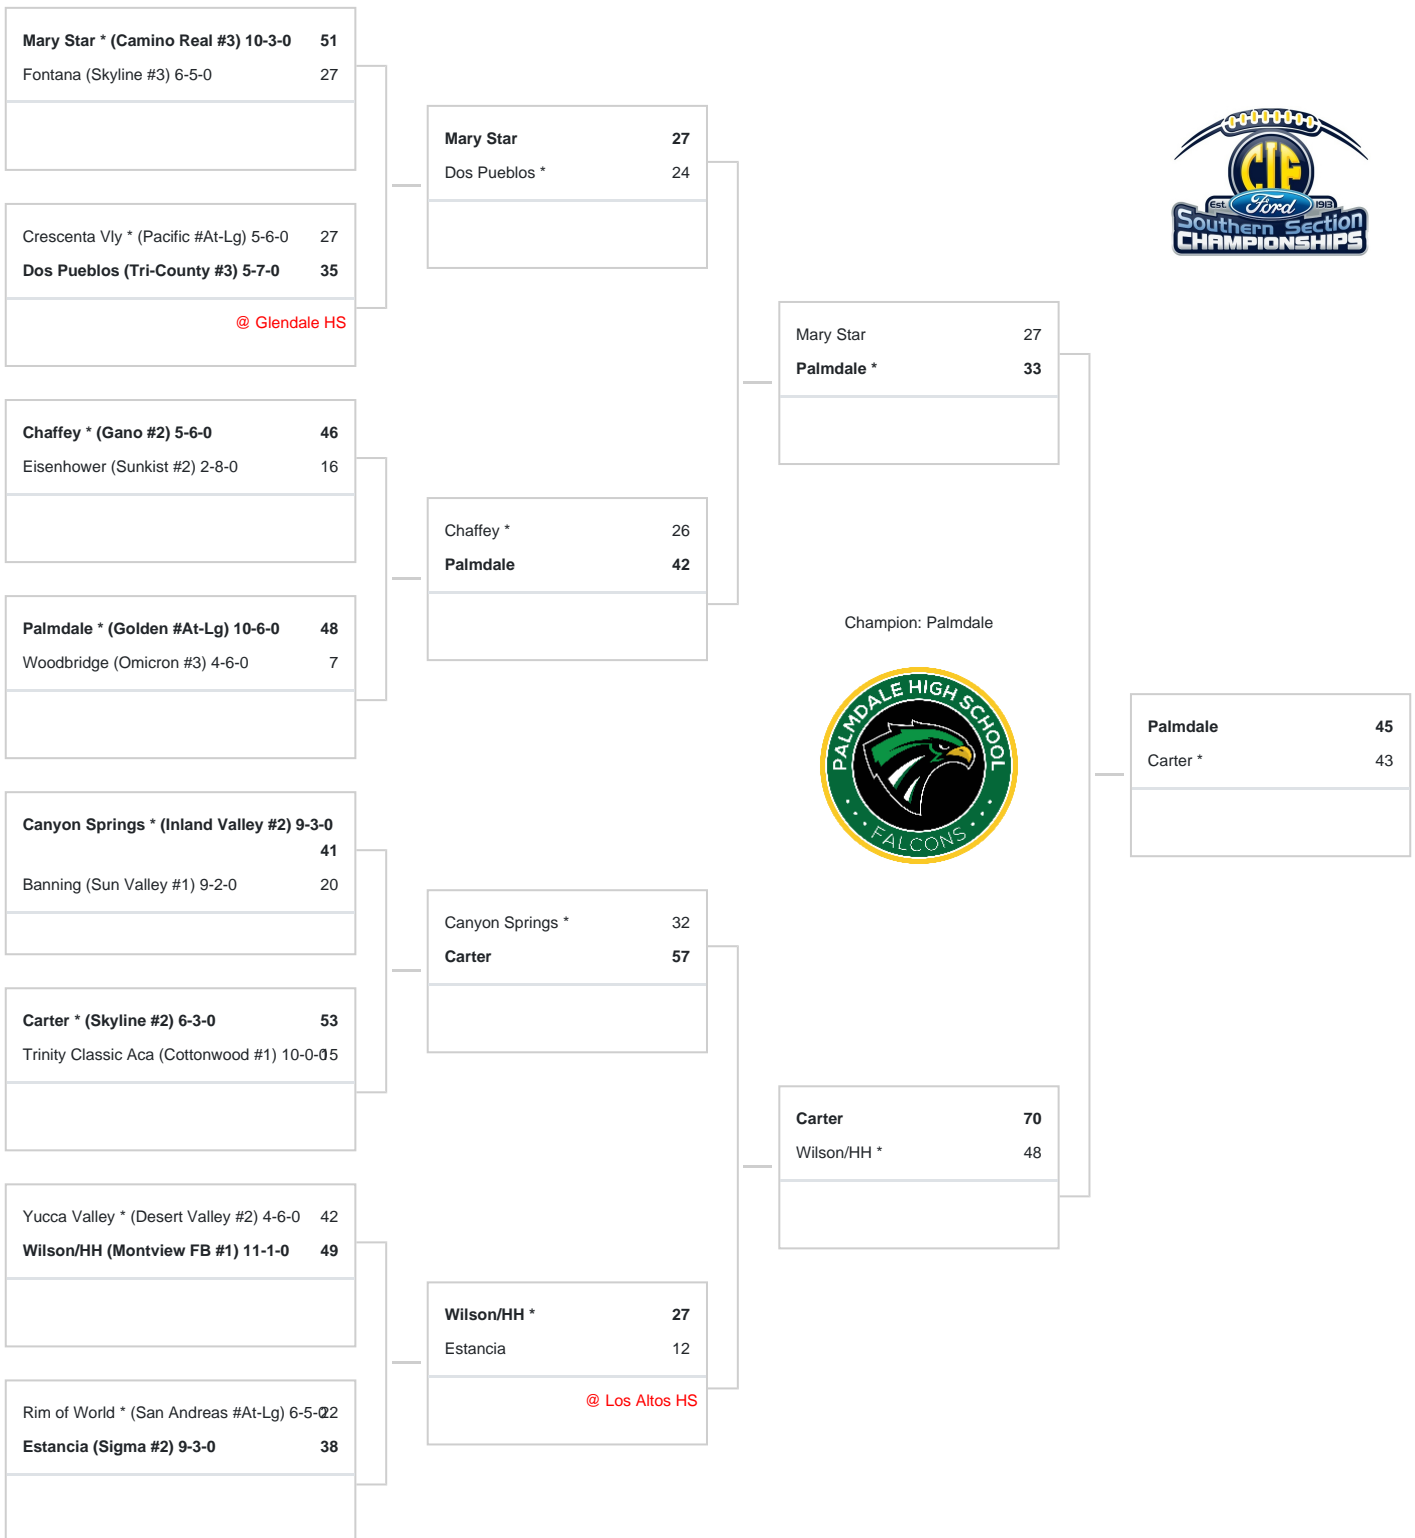 Mary Star * (Camino Real #3) 10-3-0 51
Fontana (Skyline #3) 6-5-0 27
Crescenta Vly * (Pacific #At-Lg) 5-6-0 27
Dos Pueblos (Tri-County #3) 5-7-0 35
@ Glendale HS
Chaffey * (Gano #2) 5-6-0 46
Eisenhower (Sunkist #2) 2-8-0 16
Palmdale * (Golden #At-Lg) 10-6-0 48
Woodbridge (Omicron #3) 4-6-0 7
Canyon Springs * (Inland Valley #2) 9-3-0
41
Banning (Sun Valley #1) 9-2-0 20
Carter * (Skyline #2) 6-3-0 53
Trinity Classic Aca (Cottonwood #1) 10-0-0 15
Yucca Valley * (Desert Valley #2) 4-6-0 42
Wilson/HH (Montview FB #1) 11-1-0 49
Rim of World * (San Andreas #At-Lg) 6-5-0 22
Estancia (Sigma #2) 9-3-0 38
Mary Star 27
Dos Pueblos * 24
Chaffey * 26
Palmdale 42
Canyon Springs * 32
Carter 57
Wilson/HH * 27
Estancia 12
@ Los Altos HS
Mary Star 27
Palmdale * 33
Champion: Palmdale
PALMDALE HIGH SCHOOL
FALCONS
Carter 70
Wilson/HH * 48
CIF
Est. Ford 1913
Southern Section
CHAMPIONSHIPS
Palmdale 45
Carter * 43